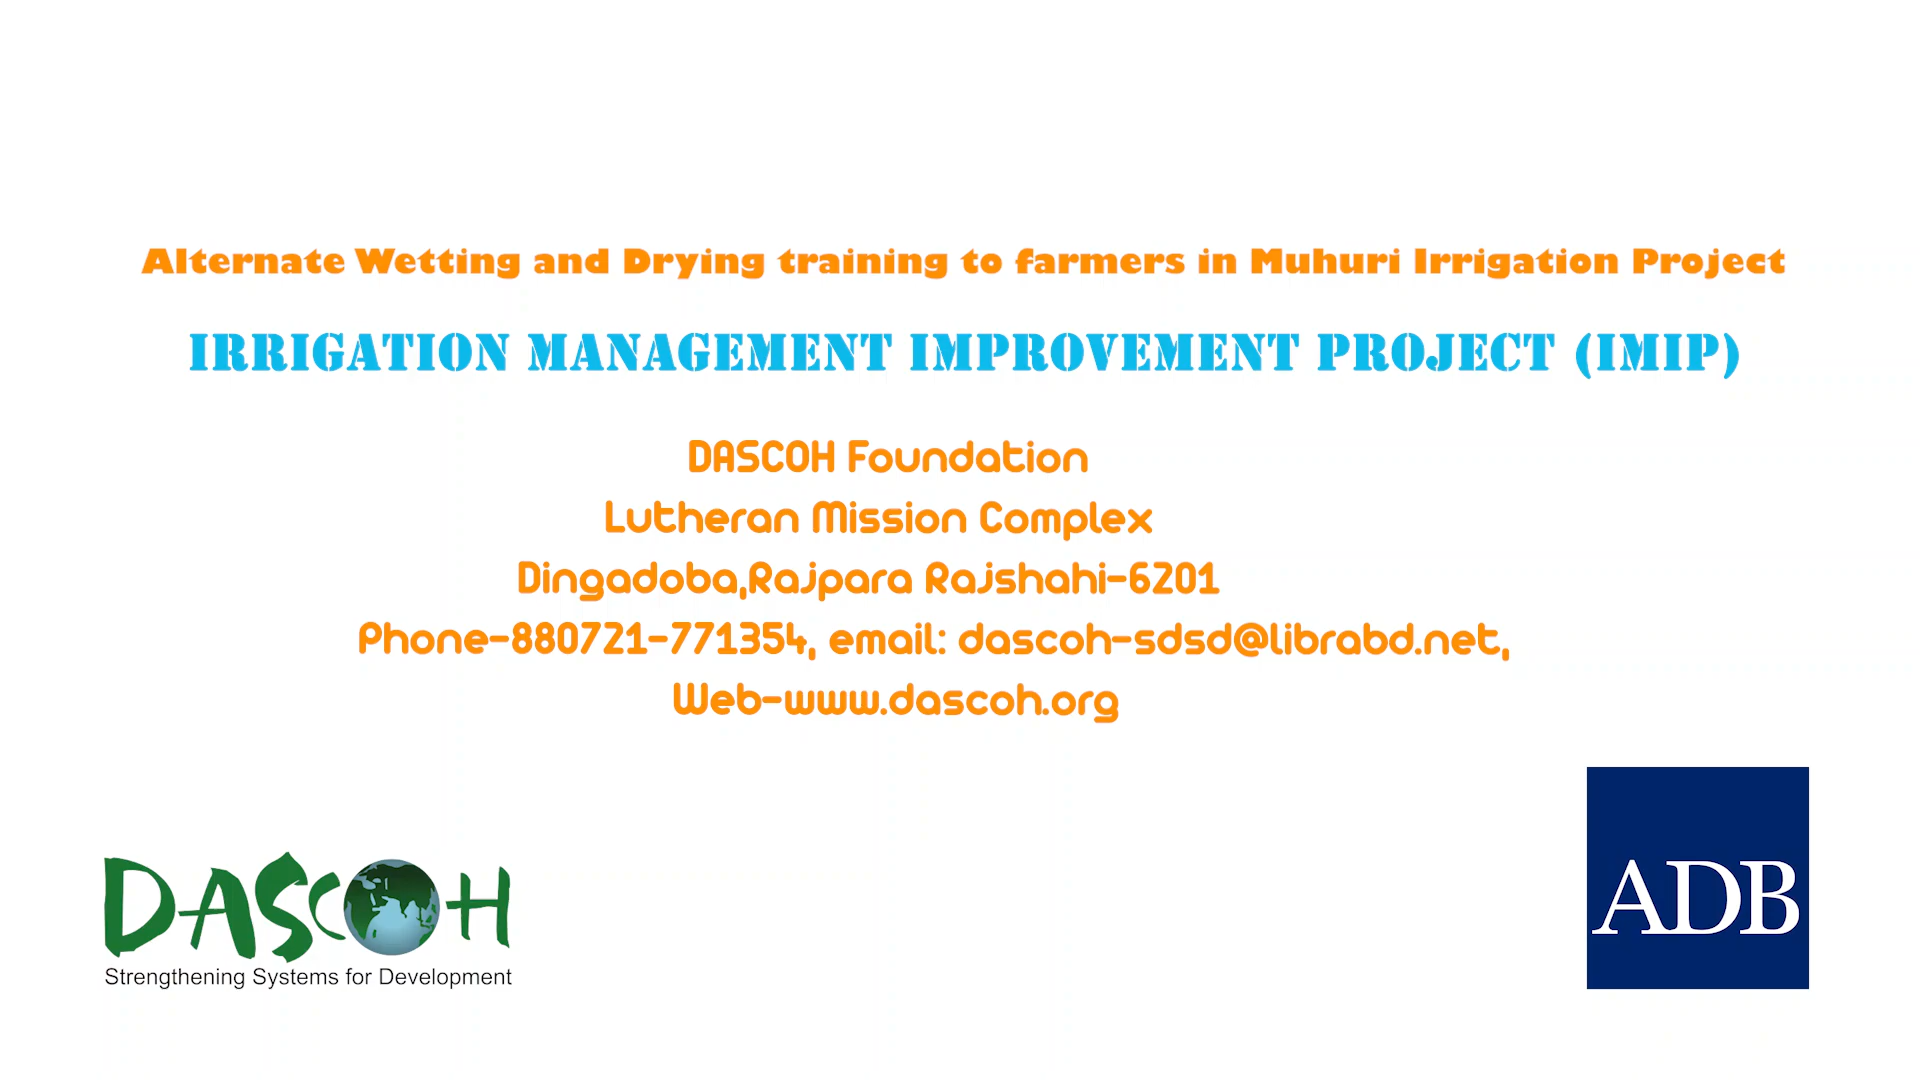 Alternate Wetting and Drying training to farmers in Muhuri Irrigation Project
IRRIGATION MANAGEMENT IMPROVEMENT PROJECT (IMIP)
DASCOH Foundation
Lutheran Mission Complex
Dingadoba,Rajpara Rajshahi-6201
Phone-880721-771354, email: dascoh-sdsd@librabd.net,
Web-www.dascoh.org
DASCOH
Strengthening Systems for Development
ADB